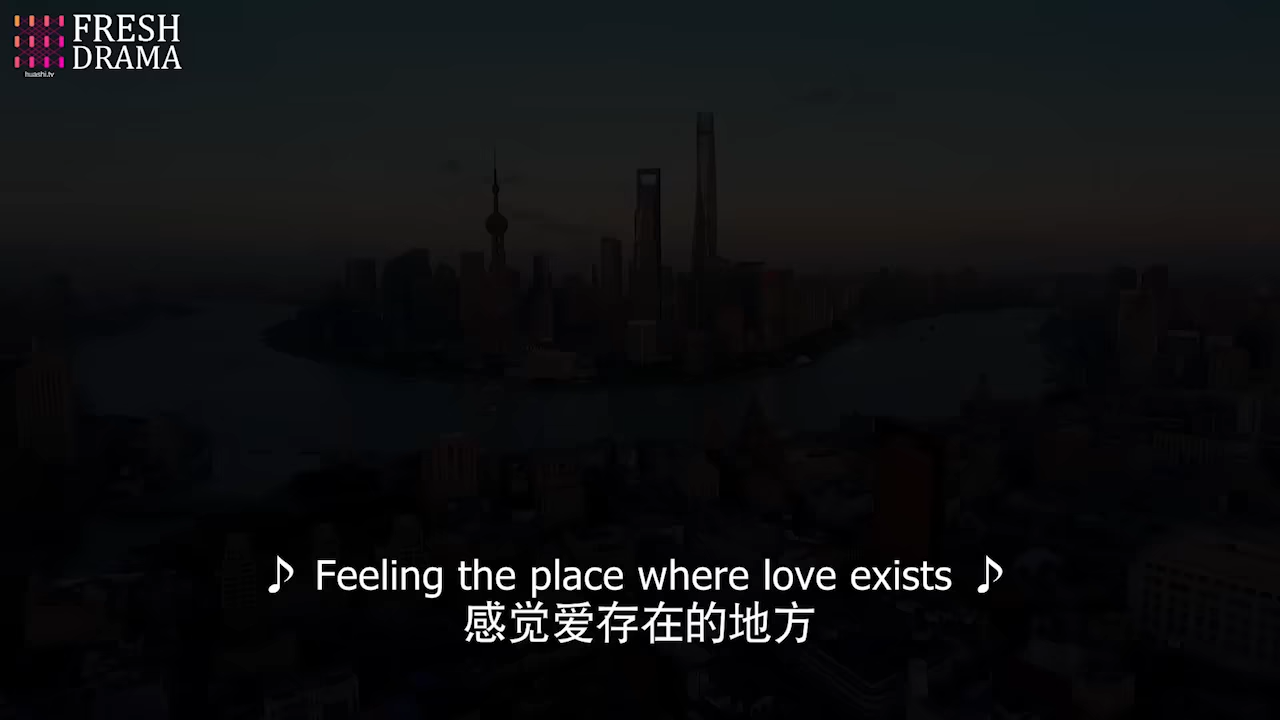 FRESH
DRAMA
huashi.tv
♪ Feeling the place where love exists ♪
感觉爱存在的地方